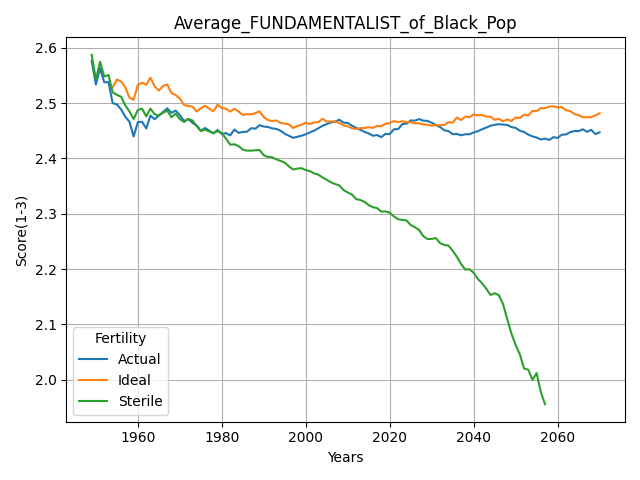 Average_FUNDAMENTALIST_of_Black_Pop
Score(1-3)
2.6
2.5
2.4
2.3
2.2
2.1
2.0
Fertility
Actual
Ideal
Sterile
1960 1980 2000 2020 2040 2060
Years